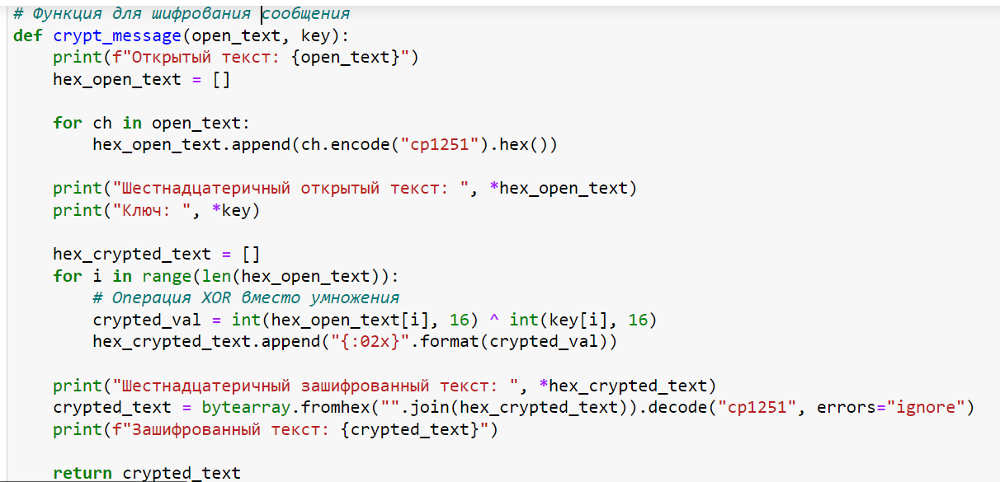 # Функция для шифрования сообщения
def crypt_message(open_text, key):
    print(f"Открытый текст: {open_text}")
    hex_open_text = []
    for ch in open_text:
        hex_open_text.append(ch.encode("cp1251").hex())
    print("Шестнадцатеричный открытый текст: ", *hex_open_text)
    print("Ключ: ", *key)
    hex_crypted_text = []
    for i in range(len(hex_open_text)):
        # Операция XOR вместо умножения
        crypted_val = int(hex_open_text[i], 16) ^ int(key[i], 16)
        hex_crypted_text.append("{:02x}".format(crypted_val))
    print("Шестнадцатеричный зашифрованный текст: ", *hex_crypted_text)
    crypted_text = bytearray.fromhex("".join(hex_crypted_text)).decode("cp1251", errors="ignore")
    print(f"Зашифрованный текст: {crypted_text}")
    return crypted_text